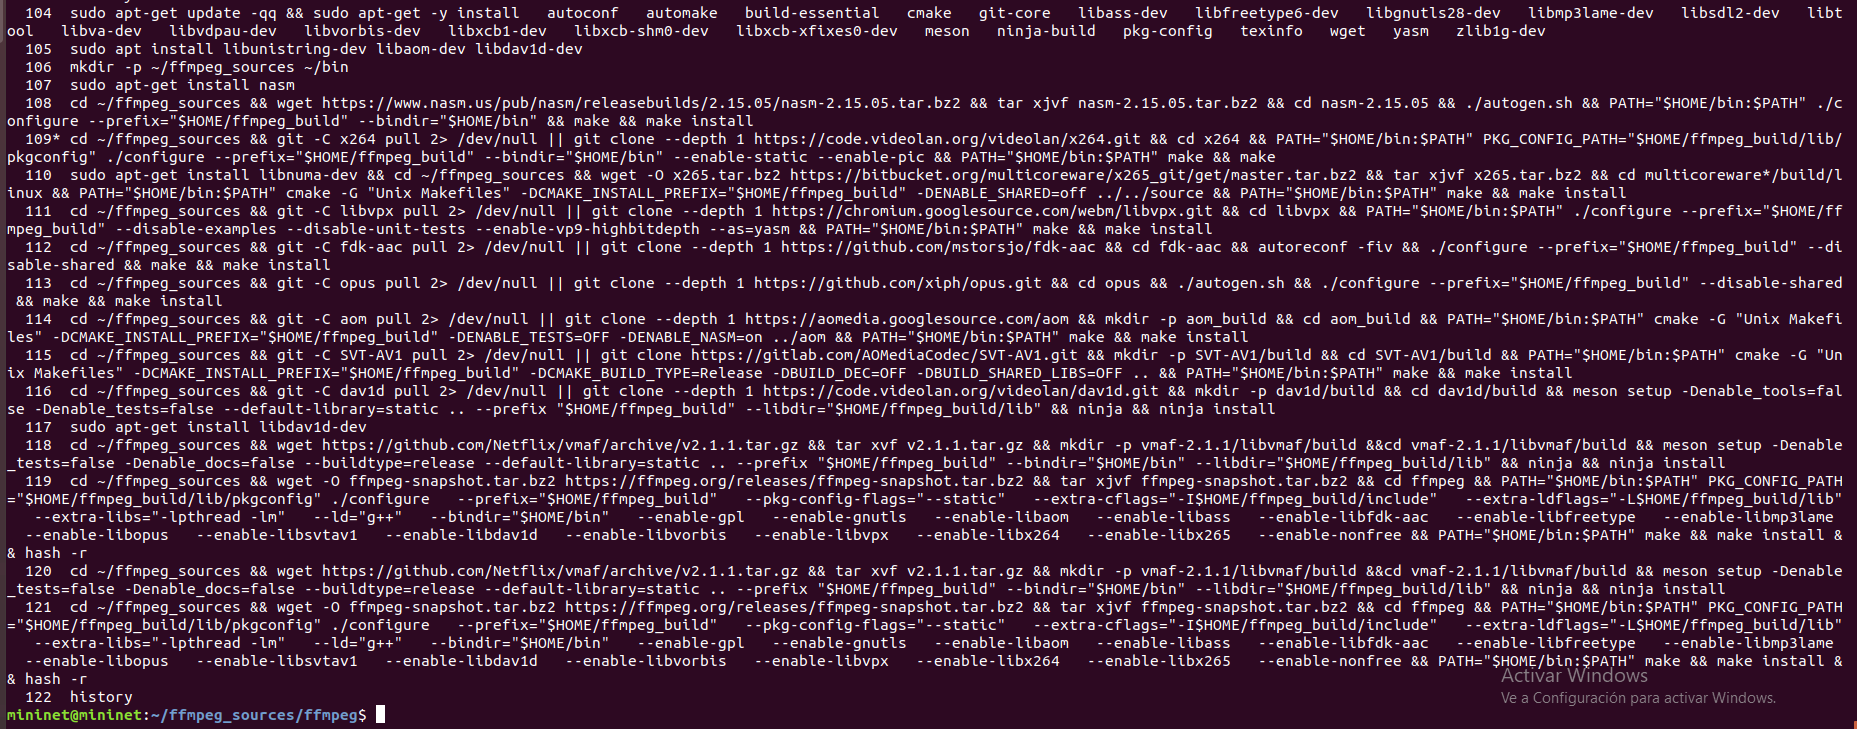 104  sudo apt-get update -qq && sudo apt-get -y install   autoconf   automake   build-essential   cmake   git-core   libass-dev   libfreetype6-dev   libgnutls28-dev   libmp3lame-dev   libsdl2-dev   libt
ool   libva-dev   libvdpau-dev   libvorbis-dev   libxcb1-dev   libxcb-shm0-dev   libxcb-xfixes0-dev   meson   ninja-build   pkg-config   texinfo   wget   yasm   zlib1g-dev
105  sudo apt install libunistring-dev libaom-dev libdav1d-dev
106  mkdir -p ~/ffmpeg_sources ~/bin
107  sudo apt-get install nasm
108  cd ~/ffmpeg_sources && wget https://www.nasm.us/pub/nasm/releasebuilds/2.15.05/nasm-2.15.05.tar.bz2 && tar xjvf nasm-2.15.05.tar.bz2 && cd nasm-2.15.05 && ./autogen.sh && PATH="$HOME/bin:$PATH" ./c
onfigure --prefix="$HOME/ffmpeg_build" --bindir="$HOME/bin" && make && make install
109* cd ~/ffmpeg_sources && git -C x264 pull 2> /dev/null || git clone --depth 1 https://code.videolan.org/videolan/x264.git && cd x264 && PATH="$HOME/bin:$PATH" PKG_CONFIG_PATH="$HOME/ffmpeg_build/lib/
pkgconfig" ./configure --prefix="$HOME/ffmpeg_build" --bindir="$HOME/bin" --enable-static --enable-pic && PATH="$HOME/bin:$PATH" make && make
110  sudo apt-get install libnuma-dev && cd ~/ffmpeg_sources && wget -O x265.tar.bz2 https://bitbucket.org/multicoreware/x265_git/get/master.tar.bz2 && tar xjvf x265.tar.bz2 && cd multicoreware*/build/l
inux && PATH="$HOME/bin:$PATH" cmake -G "Unix Makefiles" -DCMAKE_INSTALL_PREFIX="$HOME/ffmpeg_build" -DENABLE_SHARED=off ../../source && PATH="$HOME/bin:$PATH" make && make install
111  cd ~/ffmpeg_sources && git -C libvpx pull 2> /dev/null || git clone --depth 1 https://chromium.googlesource.com/webm/libvpx.git && cd libvpx && PATH="$HOME/bin:$PATH" ./configure --prefix="$HOME/ff
mpeg_build" --disable-examples --disable-unit-tests --enable-vp9-highbitdepth --as=yasm && PATH="$HOME/bin:$PATH" make && make install
112  cd ~/ffmpeg_sources && git -C fdk-aac pull 2> /dev/null || git clone --depth 1 https://github.com/mstorsjo/fdk-aac && cd fdk-aac && autoreconf -fiv && ./configure --prefix="$HOME/ffmpeg_build" --di
sable-shared && make && make install
113  cd ~/ffmpeg_sources && git -C opus pull 2> /dev/null || git clone --depth 1 https://github.com/xiph/opus.git && cd opus && ./autogen.sh && ./configure --prefix="$HOME/ffmpeg_build" --disable-shared
&& make && make install
114  cd ~/ffmpeg_sources && git -C aom pull 2> /dev/null || git clone --depth 1 https://aomedia.googlesource.com/aom && mkdir -p aom_build && cd aom_build && PATH="$HOME/bin:$PATH" cmake -G "Unix Makefi
les" -DCMAKE_INSTALL_PREFIX="$HOME/ffmpeg_build" -DENABLE_TESTS=OFF -DENABLE_NASM=on ../aom && PATH="$HOME/bin:$PATH" make && make install
115  cd ~/ffmpeg_sources && git -C SVT-AV1 pull 2> /dev/null || git clone https://gitlab.com/AOMediaCodec/SVT-AV1.git && mkdir -p SVT-AV1/build && cd SVT-AV1/build && PATH="$HOME/bin:$PATH" cmake -G "Un
ix Makefiles" -DCMAKE_INSTALL_PREFIX="$HOME/ffmpeg_build" -DCMAKE_BUILD_TYPE=Release -DBUILD_DEC=OFF -DBUILD_SHARED_LIBS=OFF .. && PATH="$HOME/bin:$PATH" make && make install
116  cd ~/ffmpeg_sources && git -C dav1d pull 2> /dev/null || git clone --depth 1 https://code.videolan.org/videolan/dav1d.git && mkdir -p dav1d/build && cd dav1d/build && meson setup -Denable_tools=fal
se -Denable_tests=false --default-library=static .. --prefix "$HOME/ffmpeg_build" --libdir="$HOME/ffmpeg_build/lib" && ninja && ninja install
117  sudo apt-get install libdav1d-dev
118  cd ~/ffmpeg_sources && wget https://github.com/Netflix/vmaf/archive/v2.1.1.tar.gz && tar xvf v2.1.1.tar.gz && mkdir -p vmaf-2.1.1/libvmaf/build &&cd vmaf-2.1.1/libvmaf/build && meson setup -Denable
_tests=false -Denable_docs=false --buildtype=release --default-library=static .. --prefix "$HOME/ffmpeg_build" --bindir="$HOME/bin" --libdir="$HOME/ffmpeg_build/lib" && ninja && ninja install
119  cd ~/ffmpeg_sources && wget -O ffmpeg-snapshot.tar.bz2 https://ffmpeg.org/releases/ffmpeg-snapshot.tar.bz2 && tar xjvf ffmpeg-snapshot.tar.bz2 && cd ffmpeg && PATH="$HOME/bin:$PATH" PKG_CONFIG_PATH
="$HOME/ffmpeg_build/lib/pkgconfig" ./configure   --prefix="$HOME/ffmpeg_build"   --pkg-config-flags="--static"   --extra-cflags="-I$HOME/ffmpeg_build/include"   --extra-ldflags="-L$HOME/ffmpeg_build/lib"
--extra-libs="-lpthread -lm"   --ld="g++"   --bindir="$HOME/bin"   --enable-gpl   --enable-gnutls   --enable-libaom   --enable-libass   --enable-libfdk-aac   --enable-libfreetype   --enable-libmp3lame
--enable-libopus   --enable-libsvtav1   --enable-libdav1d   --enable-libvorbis   --enable-libvpx   --enable-libx264   --enable-libx265   --enable-nonfree && PATH="$HOME/bin:$PATH" make && make install &
& hash -r
120  cd ~/ffmpeg_sources && wget https://github.com/Netflix/vmaf/archive/v2.1.1.tar.gz && tar xvf v2.1.1.tar.gz && mkdir -p vmaf-2.1.1/libvmaf/build &&cd vmaf-2.1.1/libvmaf/build && meson setup -Denable
_tests=false -Denable_docs=false --buildtype=release --default-library=static .. --prefix "$HOME/ffmpeg_build" --bindir="$HOME/bin" --libdir="$HOME/ffmpeg_build/lib" && ninja && ninja install
121  cd ~/ffmpeg_sources && wget -O ffmpeg-snapshot.tar.bz2 https://ffmpeg.org/releases/ffmpeg-snapshot.tar.bz2 && tar xjvf ffmpeg-snapshot.tar.bz2 && cd ffmpeg && PATH="$HOME/bin:$PATH" PKG_CONFIG_PATH
="$HOME/ffmpeg_build/lib/pkgconfig" ./configure   --prefix="$HOME/ffmpeg_build"   --pkg-config-flags="--static"   --extra-cflags="-I$HOME/ffmpeg_build/include"   --extra-ldflags="-L$HOME/ffmpeg_build/lib"
--extra-libs="-lpthread -lm"   --ld="g++"   --bindir="$HOME/bin"   --enable-gpl   --enable-gnutls   --enable-libaom   --enable-libass   --enable-libfdk-aac   --enable-libfreetype   --enable-libmp3lame
--enable-libopus   --enable-libsvtav1   --enable-libdav1d   --enable-libvorbis   --enable-libvpx   --enable-libx264   --enable-libx265   --enable-nonfree && PATH="$HOME/bin:$PATH" make && make install &
& hash -r
Activar Windows
122  history
Ve a Configuración para activar Windows.
mininet@mininet:~/ffmpeg_sources/ffmpeg$